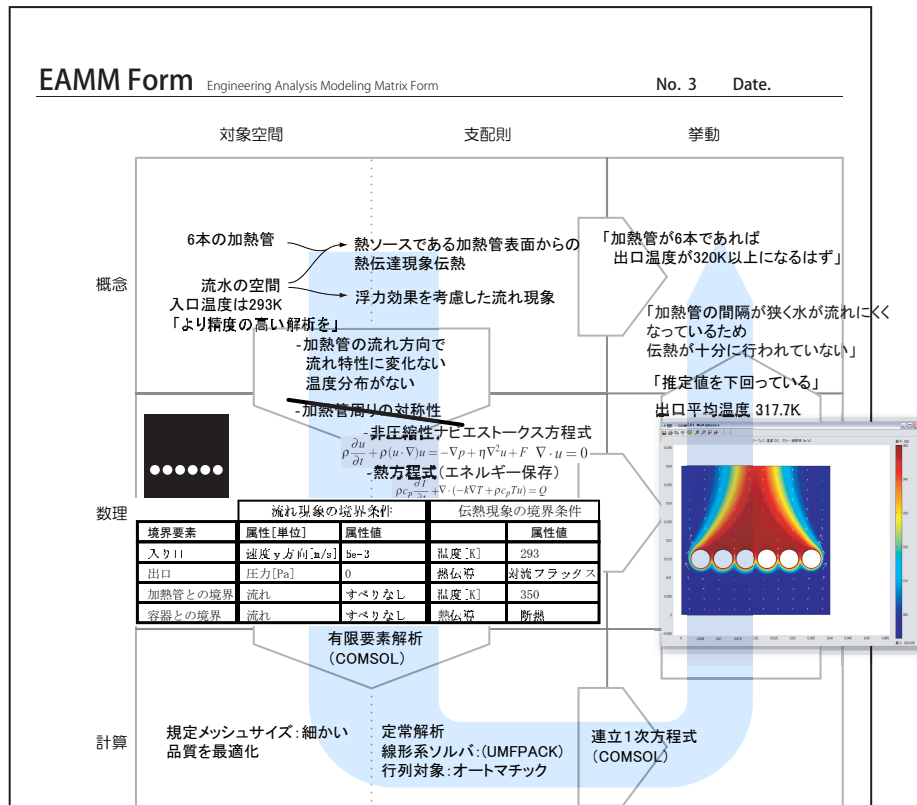 EAMM Form Engineering Analysis Modeling Matrix Form No. 3 Date.
対象空間 支配則 挙動
概念
6本の加熱管
流水の空間
入口温度は293K
「より精度の高い解析を」
熱ソースである加熱管表面からの
熱伝達現象伝熱
浮力効果を考慮した流れ現象
-加熱管の流れ方向で
流れ特性に変化ない
温度分布がない
-加熱管周りの対称性
「加熱管が6本であれば
出口温度が320K以上になるはず」
「加熱管の間隔が狭く水が流れにくく
なっているため
伝熱が十分に行われていない」
「推定値を下回っている」
出口平均温度 317.7K
数理
-非圧縮性ナビエストークス方程式
ρ∂u/∂t + ρ(u・∇)u = −∇p + η∇²u + F ∇・u = 0
-熱方程式(エネルギー保存)
ρcₚ∂T/∂t + ∇・(−k∇T + ρcₚTu) = Q
流れ現象の境界条件 伝熱現象の境界条件
境界要素 属性[単位] 属性値 属性値
入り口 速度y方向[m/s] 5e-3 温度[K] 293
出口 圧力[Pa] 0 熱伝導 対流フラックス
加熱管との境界 流れ すべりなし 温度[K] 350
容器との境界 流れ すべりなし 熱伝導 断熱
有限要素解析
(COMSOL)
計算
規定メッシュサイズ:細かい
品質を最適化
定常解析
線形系ソルバ:(UMFPACK)
行列対象:オートマチック
連立1次方程式
(COMSOL)